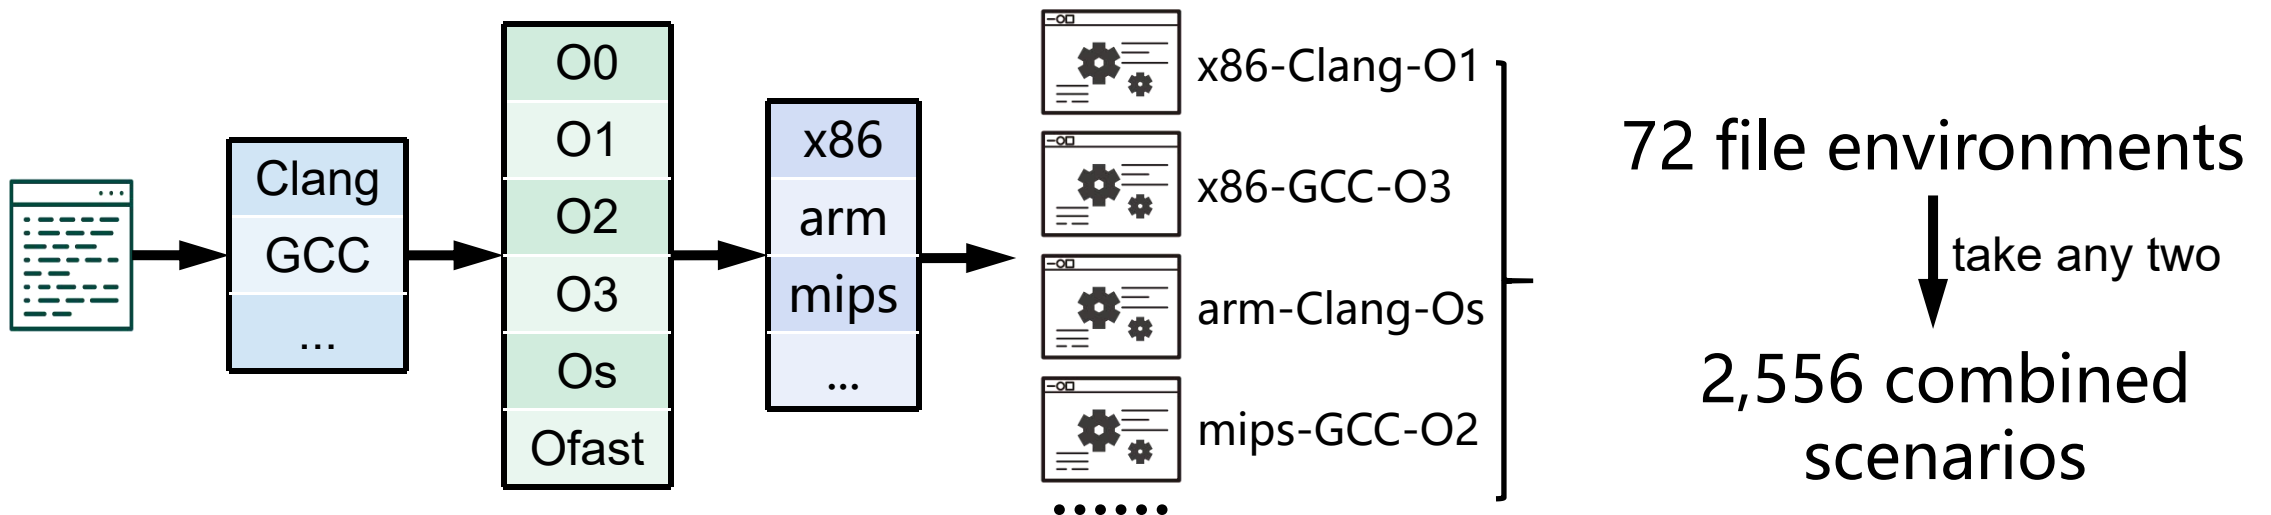 Clang
GCC
...
O0
O1
O2
O3
Os
Ofast
x86
arm
mips
...
x86-Clang-O1
x86-GCC-O3
arm-Clang-Os
mips-GCC-O2
......
72 file environments
take any two
2,556 combined
scenarios